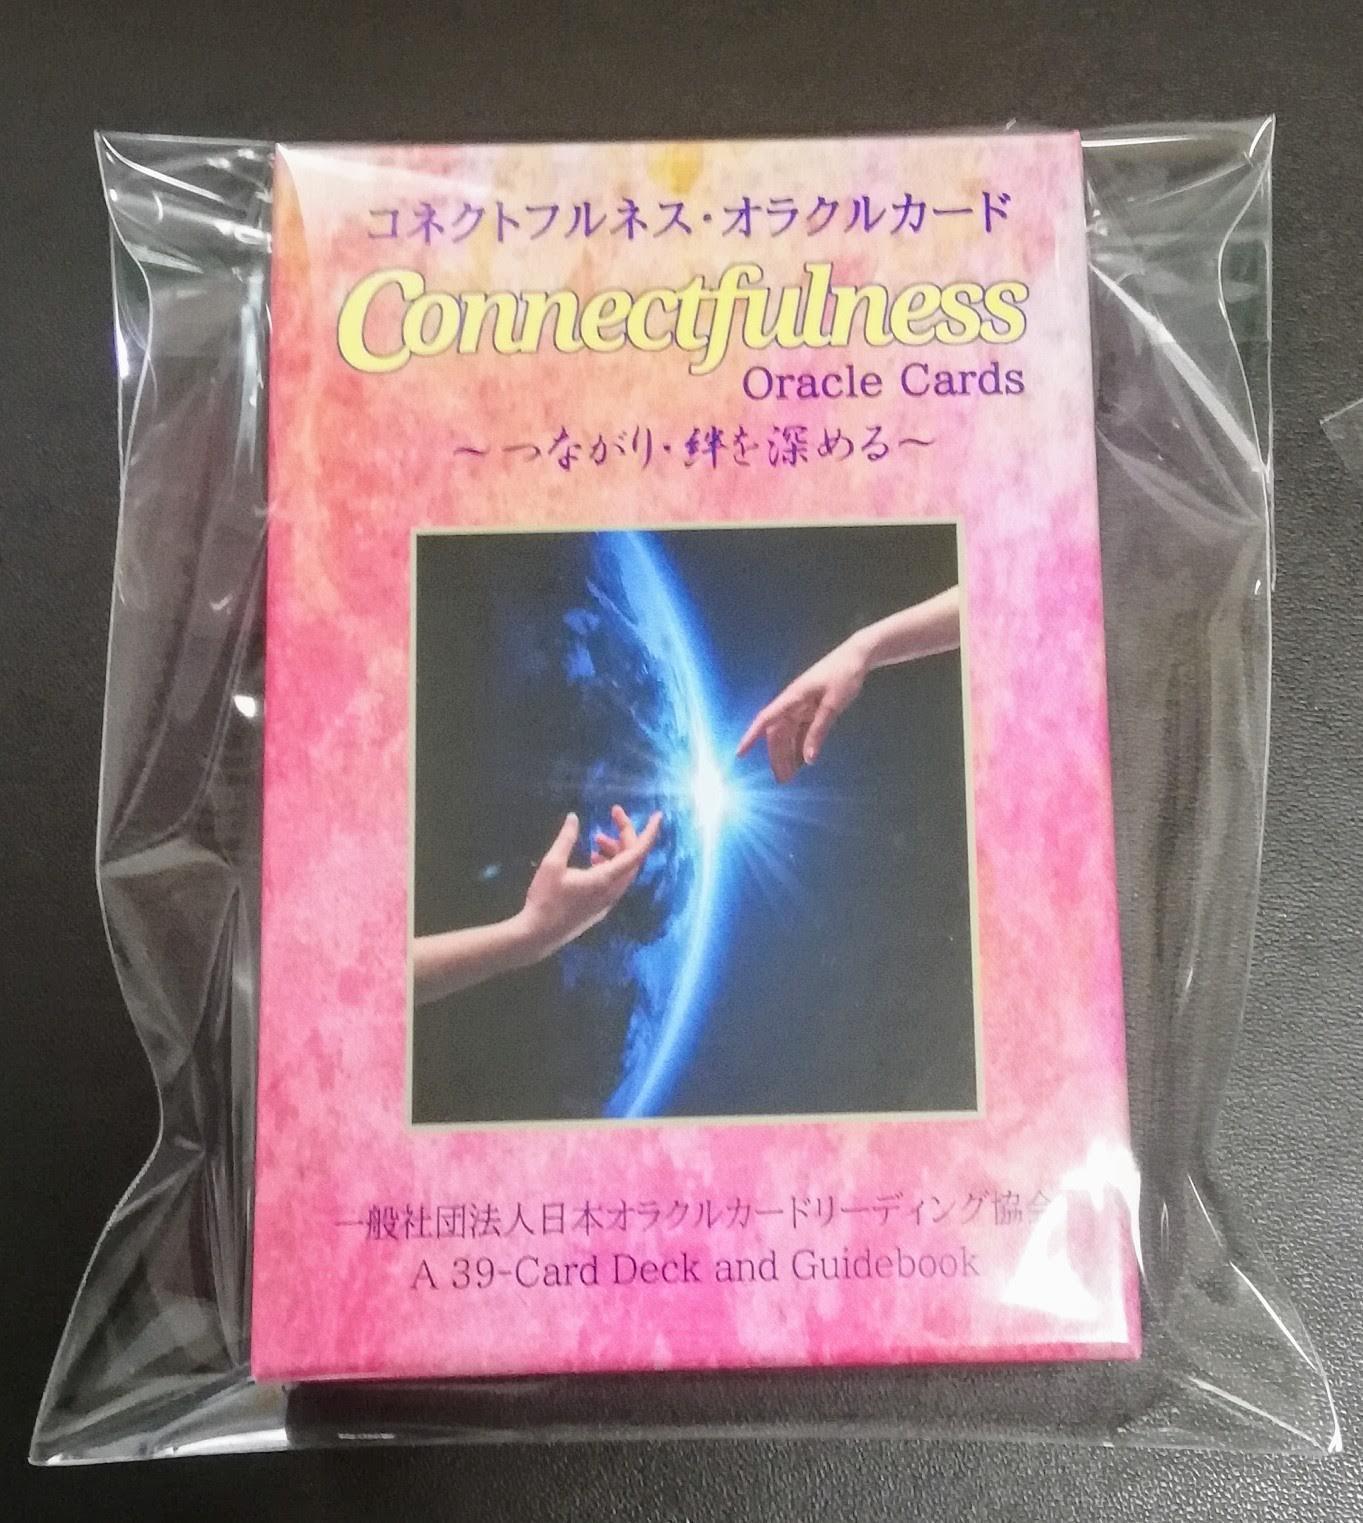 コネクトフルネス・オラクルカード
Connectfulness
Oracle Cards
～つながり・絆を深める～
一般社団法人日本オラクルカードリーディング協会
A 39-Card Deck and Guidebook